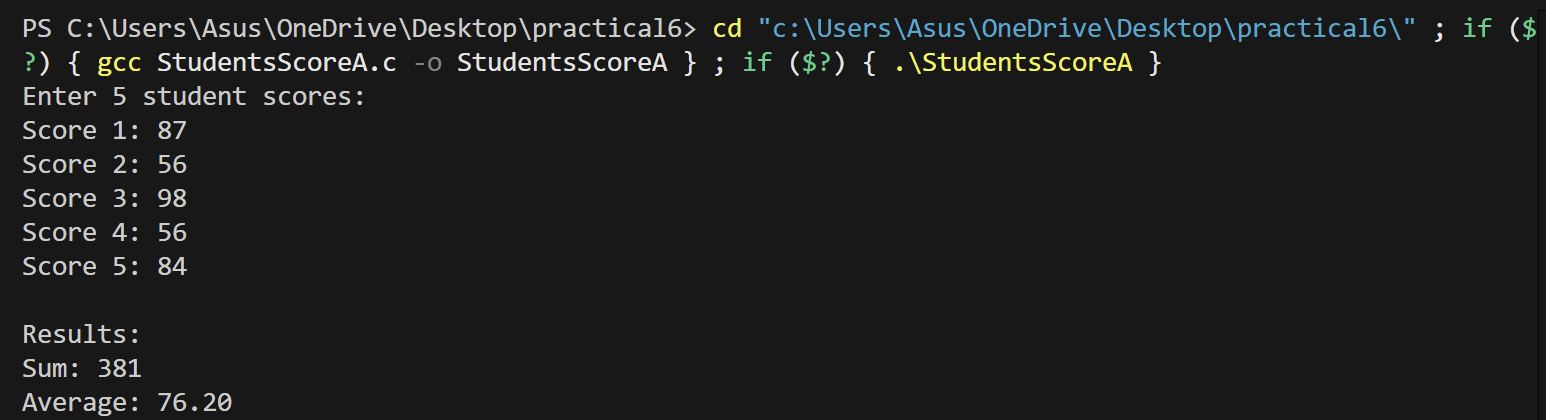 PS C:\Users\Asus\OneDrive\Desktop\practical6> cd "c:\Users\Asus\OneDrive\Desktop\practical6\" ; if ($
?) { gcc StudentsScoreA.c -o StudentsScoreA } ; if ($?) { .\StudentsScoreA }
Enter 5 student scores:
Score 1: 87
Score 2: 56
Score 3: 98
Score 4: 56
Score 5: 84

Results:
Sum: 381
Average: 76.20